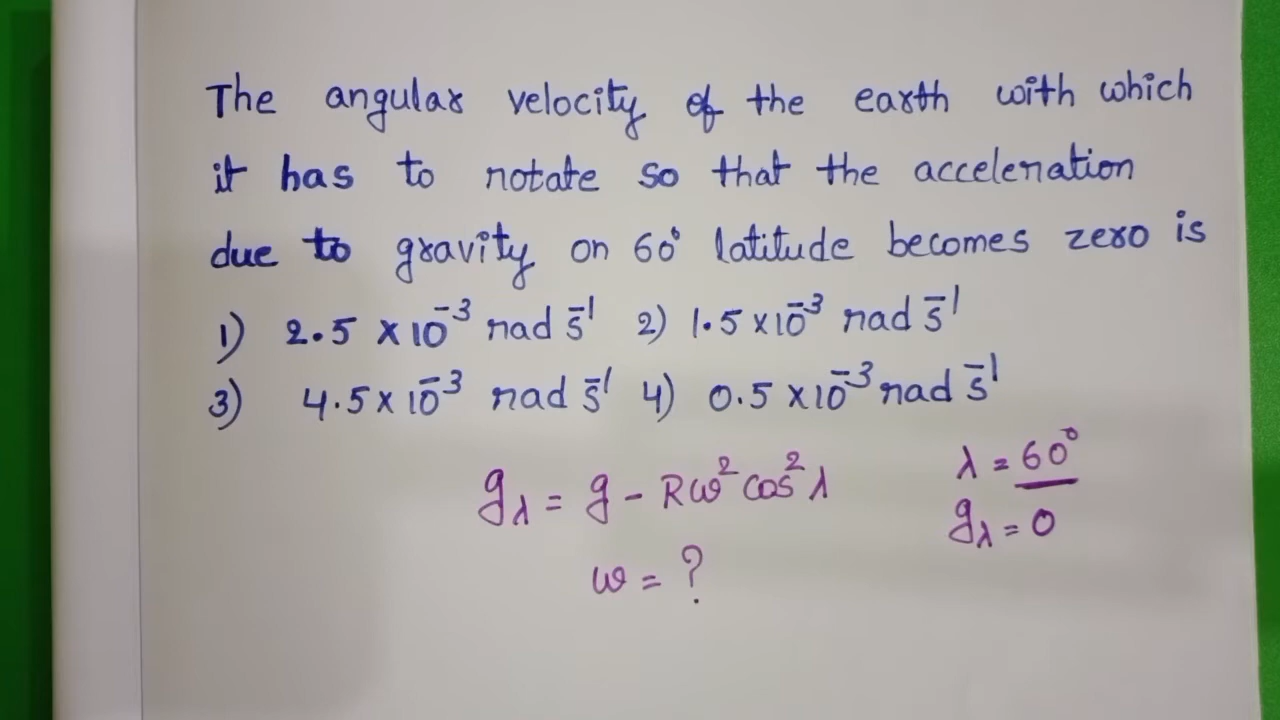 The angular velocity of the earth with which
it has to rotate so that the acceleration
due to gravity on 60° latitude becomes zero is
1) 2.5 ×10⁻³ rad s⁻¹ 2) 1.5×10⁻³ rad s⁻¹
3) 4.5×10⁻³ rad s⁻¹ 4) 0.5×10⁻³ rad s⁻¹
g_λ = g - Rω² cos² λ
λ = 60°
g_λ = 0
ω = ?